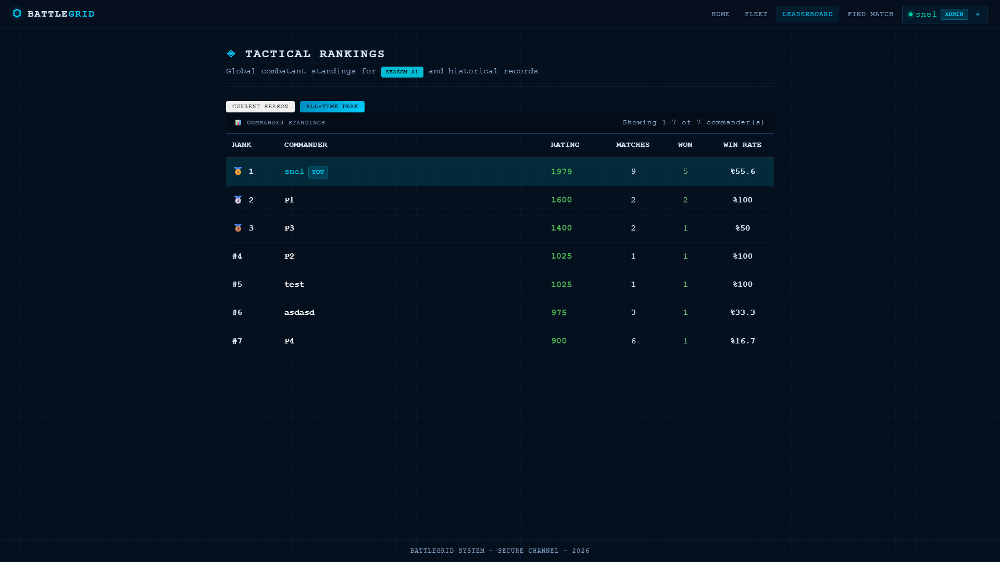 BATTLEGRID
HOME FLEET LEADERBOARD FIND MATCH snel ADMIN
TACTICAL RANKINGS
Global combatant standings for SEASON #1 and historical records
CURRENT SEASON ALL-TIME PEAK
COMMANDER STANDINGS Showing 1–7 of 7 commander(s)
RANK COMMANDER RATING MATCHES WON WIN RATE
1 snel YOU 1979 9 5 %55.6
2 P1 1600 2 2 %100
3 P3 1400 2 1 %50
#4 P2 1025 1 1 %100
#5 test 1025 1 1 %100
#6 asdasd 975 3 1 %33.3
#7 P4 900 6 1 %16.7
BATTLEGRID SYSTEM – SECURE CHANNEL – 2026